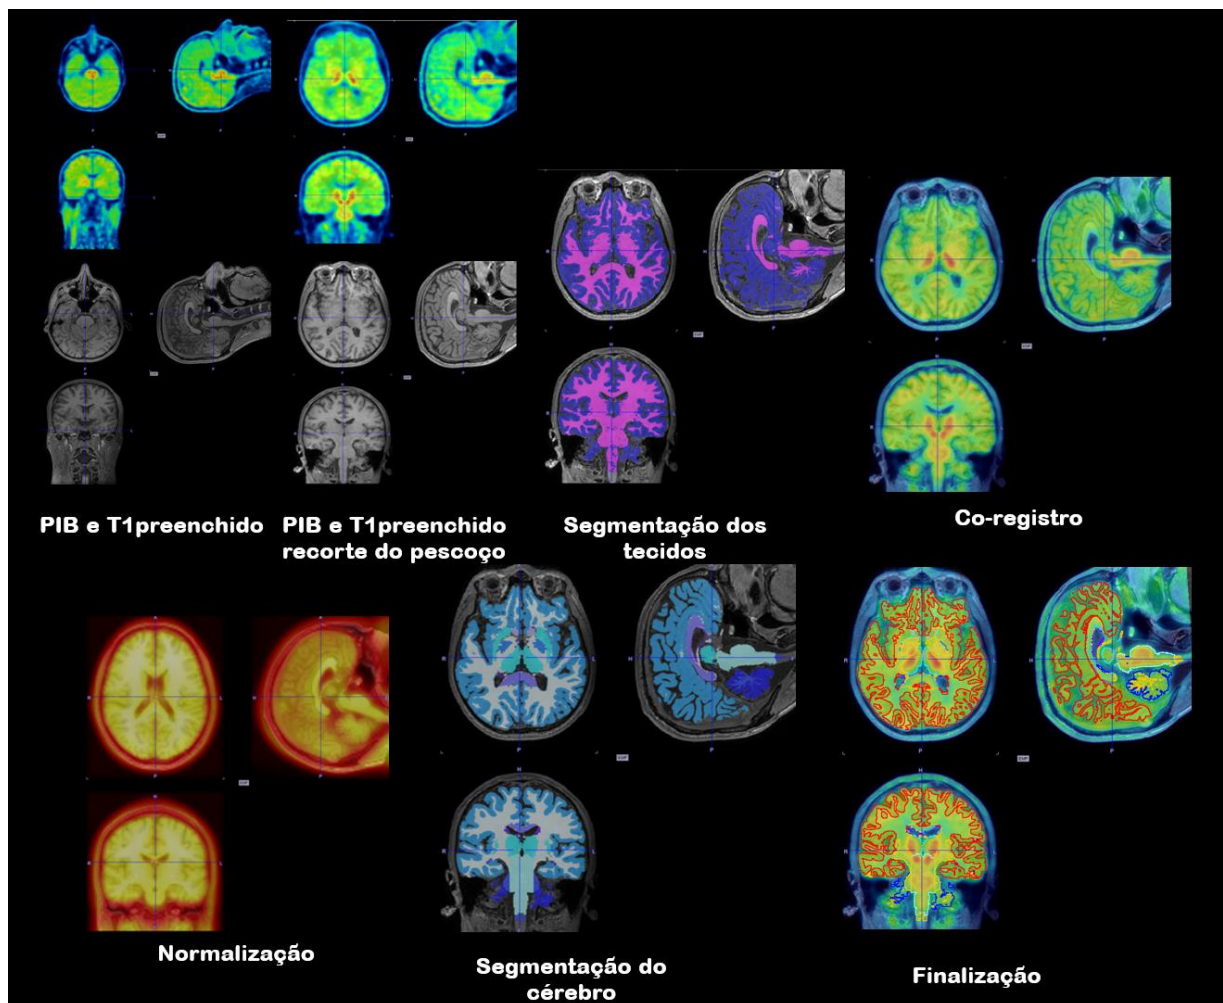 PIB e T1preenchido
PIB e T1preenchido
recorte do pescoço
Segmentação dos
tecidos
Co-registro
Normalização
Segmentação do
cérebro
Finalização